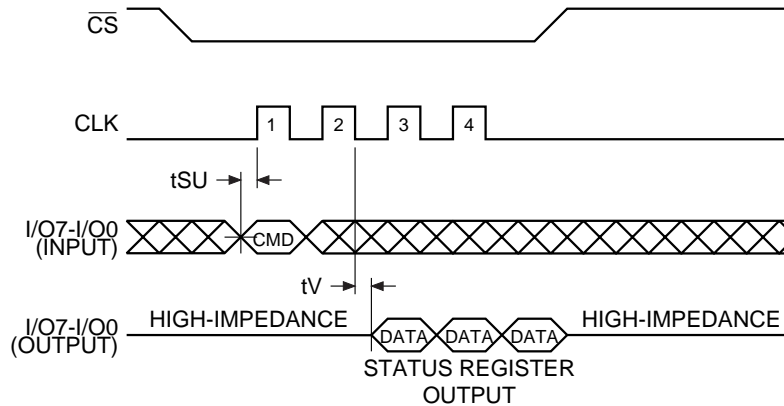 CS
CLK
1 2 3 4
tSU
I/O7-I/O0
(INPUT)
CMD
tV
I/O7-I/O0
(OUTPUT)
HIGH-IMPEDANCE
DATA DATA DATA
HIGH-IMPEDANCE
STATUS REGISTER
OUTPUT